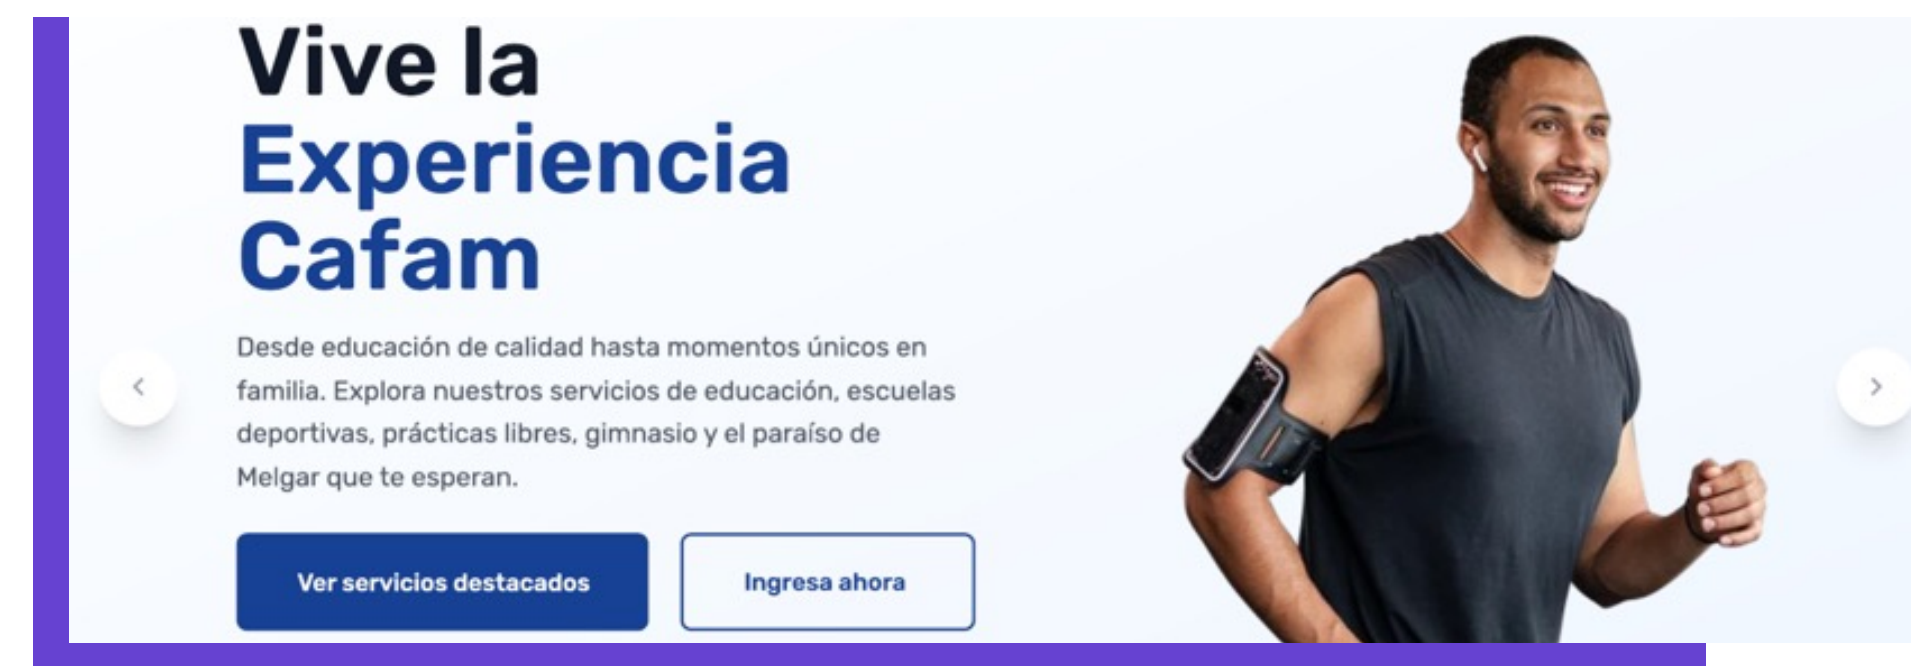 Vive la
Experiencia
Cafam
Desde educación de calidad hasta momentos únicos en
familia. Explora nuestros servicios de educación, escuelas
deportivas, prácticas libres, gimnasio y el paraíso de
Melgar que te esperan.
Ver servicios destacados
Ingresa ahora